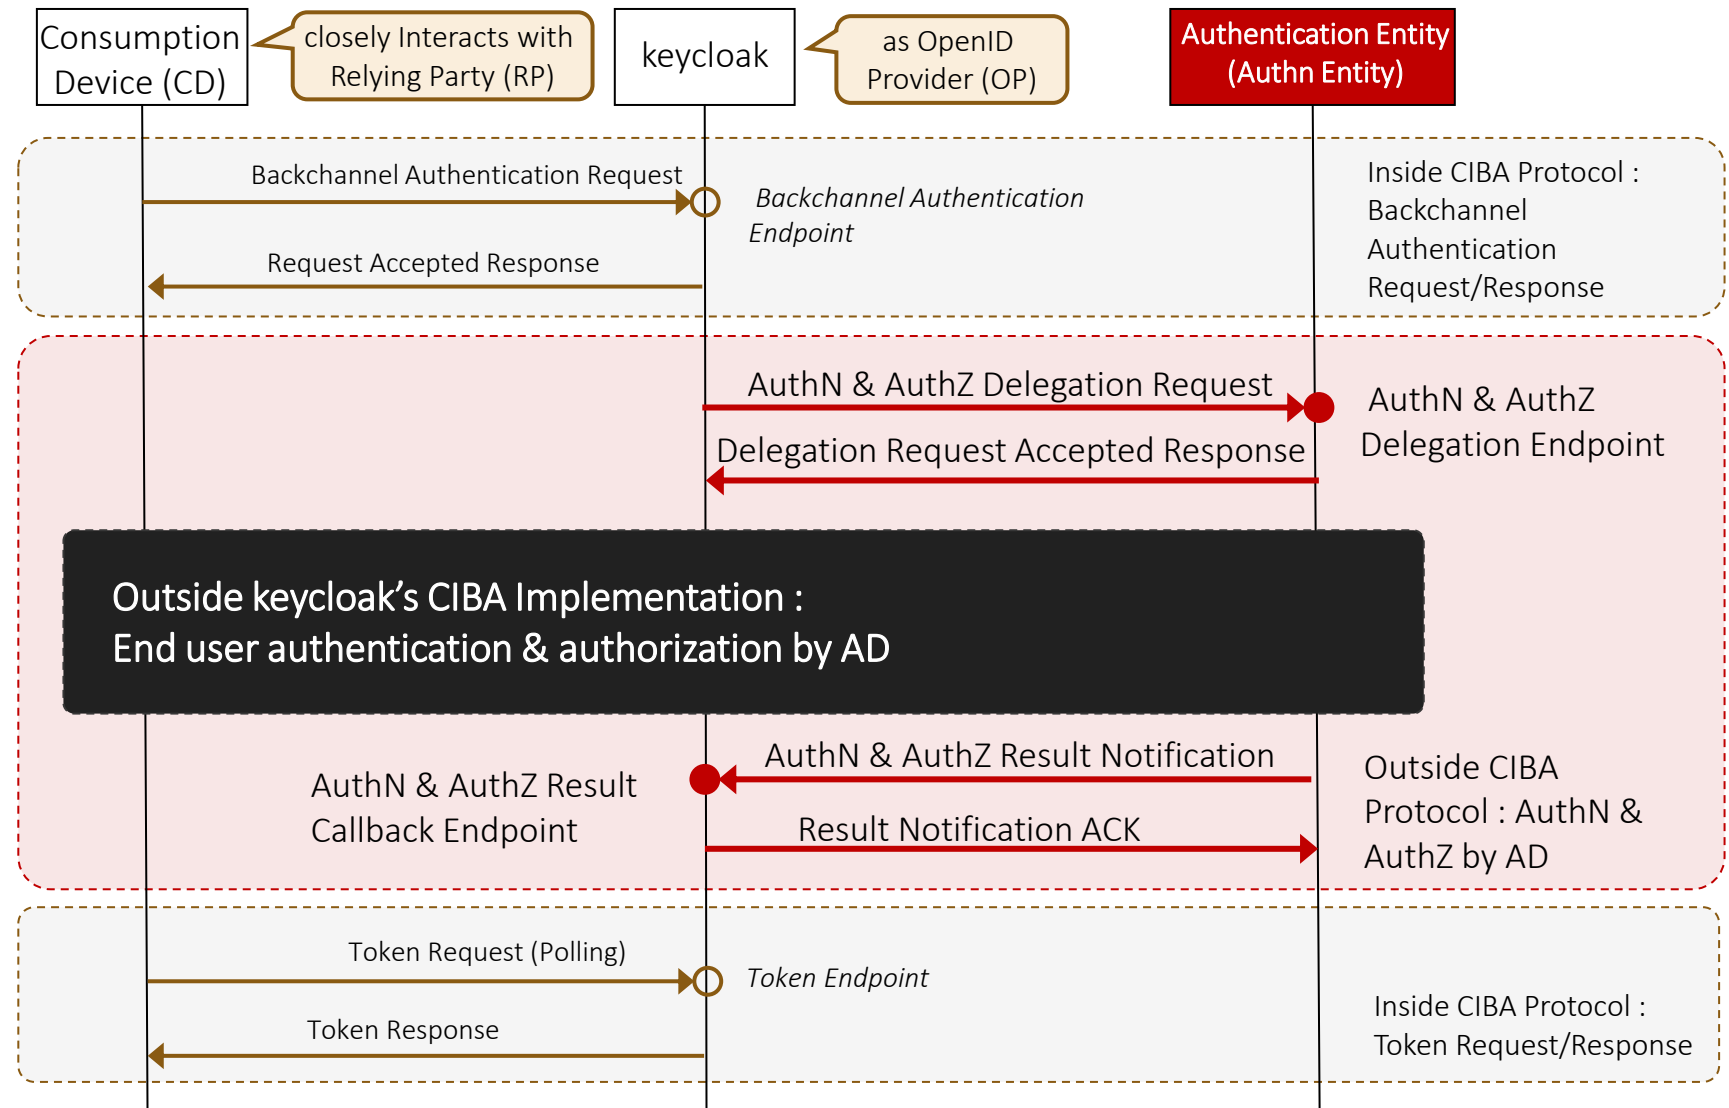 Consumption
Device (CD)
closely Interacts with
Relying Party (RP)
keycloak
as OpenID
Provider (OP)
Authentication Entity
(Authn Entity)
Backchannel Authentication Request
Backchannel Authentication
Endpoint
Request Accepted Response
Inside CIBA Protocol :
Backchannel
Authentication
Request/Response
AuthN & AuthZ Delegation Request
AuthN & AuthZ
Delegation Endpoint
Delegation Request Accepted Response
Outside keycloak’s CIBA Implementation :
End user authentication & authorization by AD
AuthN & AuthZ Result Notification
AuthN & AuthZ Result
Callback Endpoint
Result Notification ACK
Outside CIBA
Protocol : AuthN &
AuthZ by AD
Token Request (Polling)
Token Endpoint
Token Response
Inside CIBA Protocol :
Token Request/Response